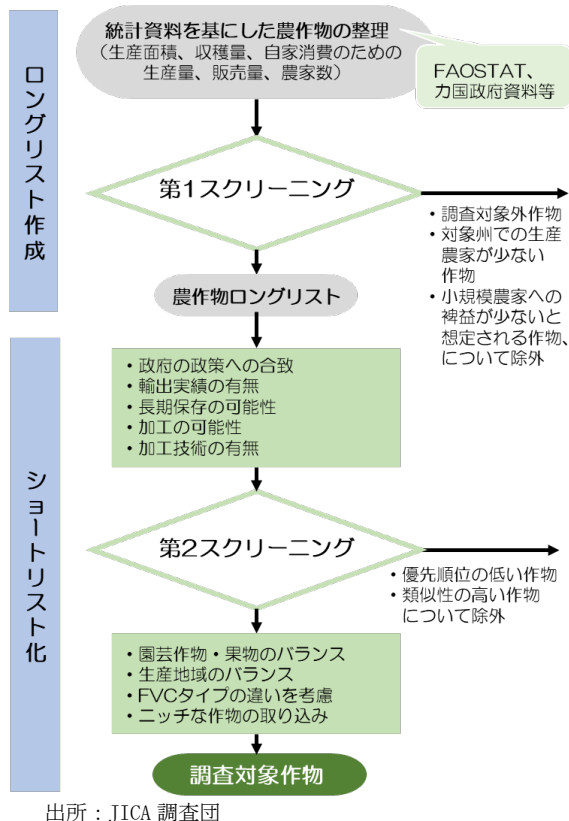 統計資料を基にした農作物の整理
（生産面積、収穫量、自家消費のための
生産量、販売量、農家数）
FAOSTAT、
カ国政府資料等
ロングリスト作成
第1スクリーニング
・調査対象外作物
・対象州での生産
農家が少ない
作物
・小規模農家への
裨益が少ないと
想定される作物、
について除外
農作物ロングリスト
・政府の政策への合致
・輸出実績の有無
・長期保存の可能性
・加工の可能性
・加工技術の有無
ショートリスト化
第2スクリーニング
・優先順位の低い作物
・類似性の高い作物
について除外
・園芸作物・果物のバランス
・生産地域のバランス
・FVCタイプの違いを考慮
・ニッチな作物の取り込み
調査対象作物
出所：JICA 調査団